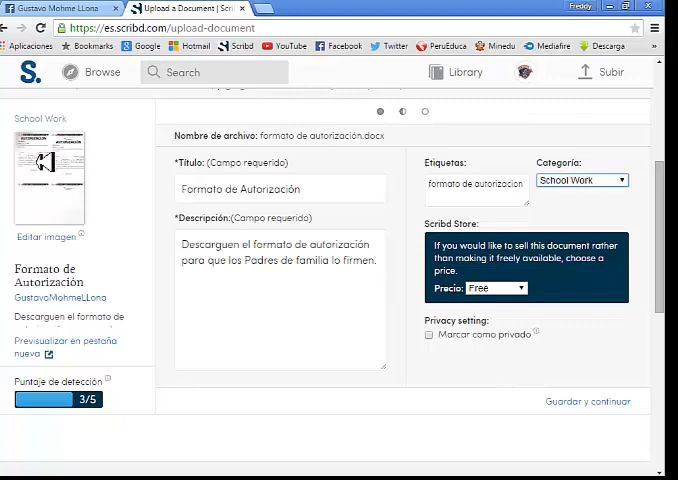 Gustavo Mohme LLona
Upload a Document | Scri
Freddy
https://es.scribd.com/upload-document
Aplicaciones Bookmarks Google Hotmail Scribd YouTube Facebook Twitter PeruEduca Minedu Mediafire Descarga
S. Browse Search Library Subir
School Work
AUTORIZACIÓN
Editar imagen
Formato de
Autorización
GustavoMohmeLLona
Descarguen el formato de
Previsualizar en pestaña
nueva
Puntaje de detección
3/5
Nombre de archivo: formato de autorización.docx
*Título: (Campo requerido)
Formato de Autorización
*Descripción:(Campo requerido)
Descarguen el formato de autorización
para que los Padres de familia lo firmen.
Etiquetas:
formato de autorizacion
Categoría:
School Work
Scribd Store:
If you would like to sell this document rather
than making it freely available, choose a
price.
Precio: Free
Privacy setting:
Marcar como privado
Guardar y continuar